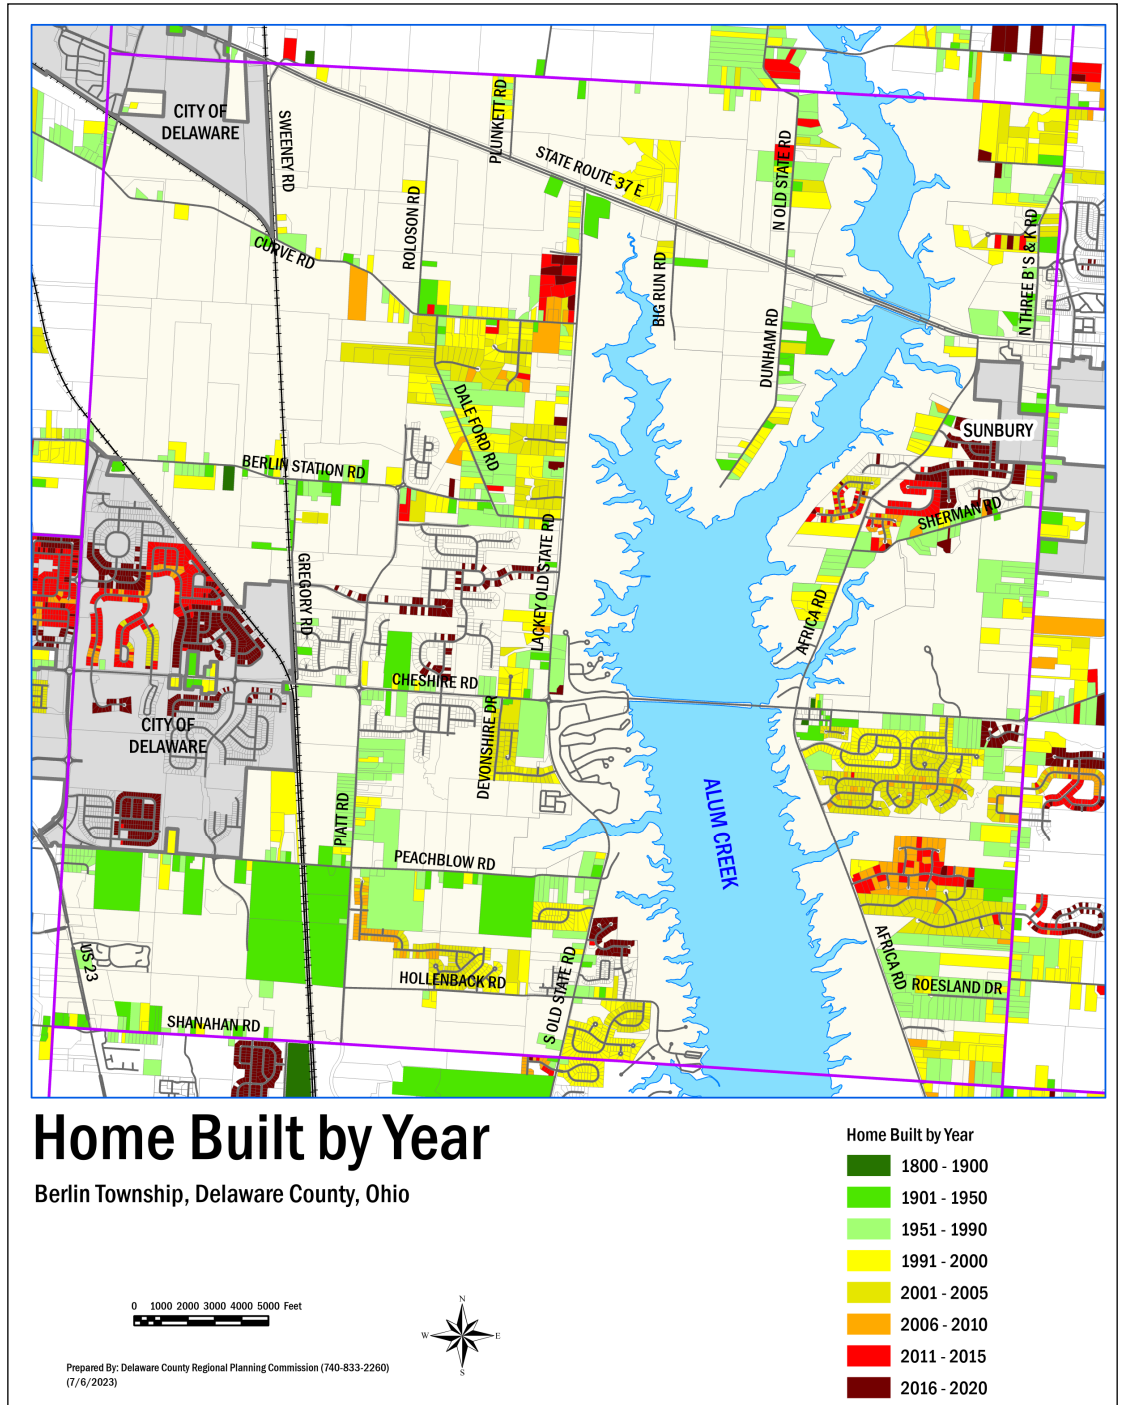 CITY OF
DELAWARE
SWEENEY RD
PLUNKETT RD
STATE ROUTE 37 E
N OLD STATE RD
ROLOSON RD
CURVE RD
BIG RUN RD
N THREE B'S & K RD
DUNHAM RD
DALE FORD RD
SUNBURY
BERLIN STATION RD
SHERMAN RD
LACKEY OLD STATE RD
GREGORY RD
AFRICA RD
CHESHIRE RD
CITY OF
DELAWARE
DEVONSHIRE DR
ALUM CREEK
PIATT RD
PEACHBLOW RD
US 23
HOLLENBACK RD
S OLD STATE RD
AFRICA RD
ROESLAND DR
SHANAHAN RD
Home Built by Year
Berlin Township, Delaware County, Ohio
Home Built by Year
1800 - 1900
1901 - 1950
1951 - 1990
1991 - 2000
2001 - 2005
2006 - 2010
2011 - 2015
2016 - 2020
0 1000 2000 3000 4000 5000 Feet
N
W E
S
Prepared By: Delaware County Regional Planning Commission (740-833-2260)
(7/6/2023)